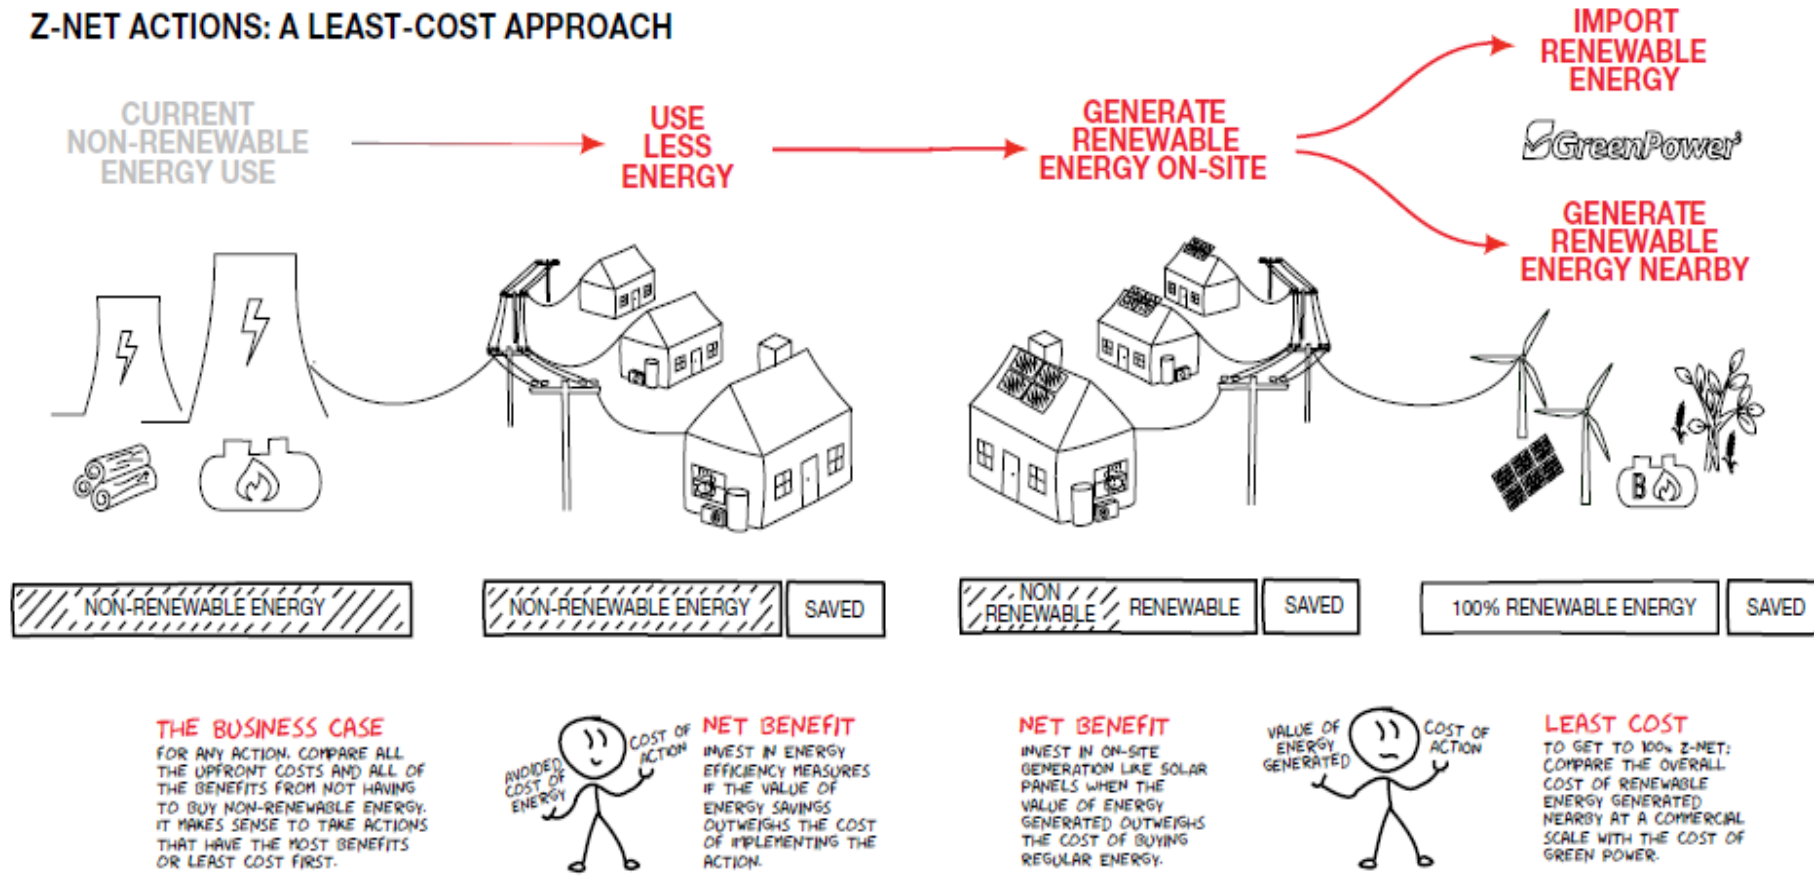 Z-NET ACTIONS: A LEAST-COST APPROACH
CURRENT
NON-RENEWABLE
ENERGY USE
USE
LESS
ENERGY
GENERATE
RENEWABLE
ENERGY ON-SITE
IMPORT
RENEWABLE
ENERGY
GreenPower
GENERATE
RENEWABLE
ENERGY NEARBY
B
NON-RENEWABLE ENERGY
NON-RENEWABLE ENERGY
SAVED
NON
RENEWABLE
RENEWABLE
SAVED
100% RENEWABLE ENERGY
SAVED
THE BUSINESS CASE
FOR ANY ACTION. COMPARE ALL
THE UPFRONT COSTS AND ALL OF
THE BENEFITS FROM NOT HAVING
TO BUY NON-RENEWABLE ENERGY.
IT MAKES SENSE TO TAKE ACTIONS
THAT HAVE THE MOST BENEFITS
OR LEAST COST FIRST.
AVOIDED
COST OF
ENERGY
COST OF
ACTION
NET BENEFIT
INVEST IN ENERGY
EFFICIENCY MEASURES
IF THE VALUE OF
ENERGY SAVINGS
OUTWEIGHS THE COST
OF IMPLEMENTING THE
ACTION.
NET BENEFIT
INVEST IN ON-SITE
GENERATION LIKE SOLAR
PANELS WHEN THE
VALUE OF ENERGY
GENERATED OUTWEIGHS
THE COST OF BUYING
REGULAR ENERGY.
VALUE OF
ENERGY
GENERATED
COST OF
ACTION
LEAST COST
TO GET TO 100% Z-NET:
COMPARE THE OVERALL
COST OF RENEWABLE
ENERGY GENERATED
NEARBY AT A COMMERCIAL
SCALE WITH THE COST OF
GREEN POWER.